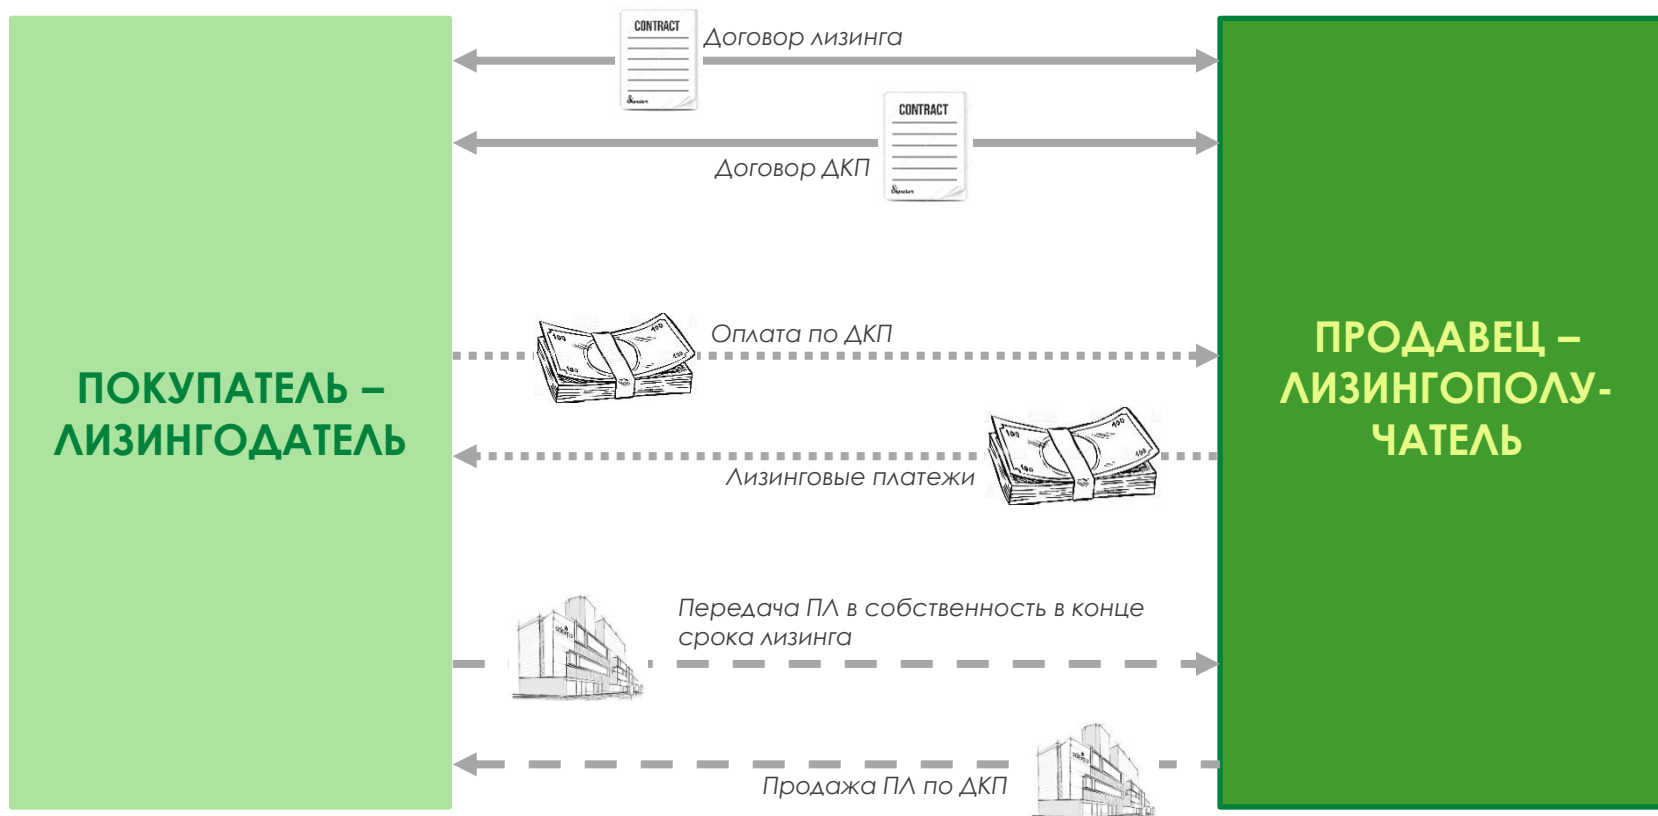 CONTRACT
Договор лизинга
CONTRACT
Договор ДКП
Оплата по ДКП
ПОКУПАТЕЛЬ –
ЛИЗИНГОДАТЕЛЬ
ПРОДАВЕЦ –
ЛИЗИНГОПОЛУ-
ЧАТЕЛЬ
Лизинговые платежи
Передача ПЛ в собственность в конце
срока лизинга
Продажа ПЛ по ДКП